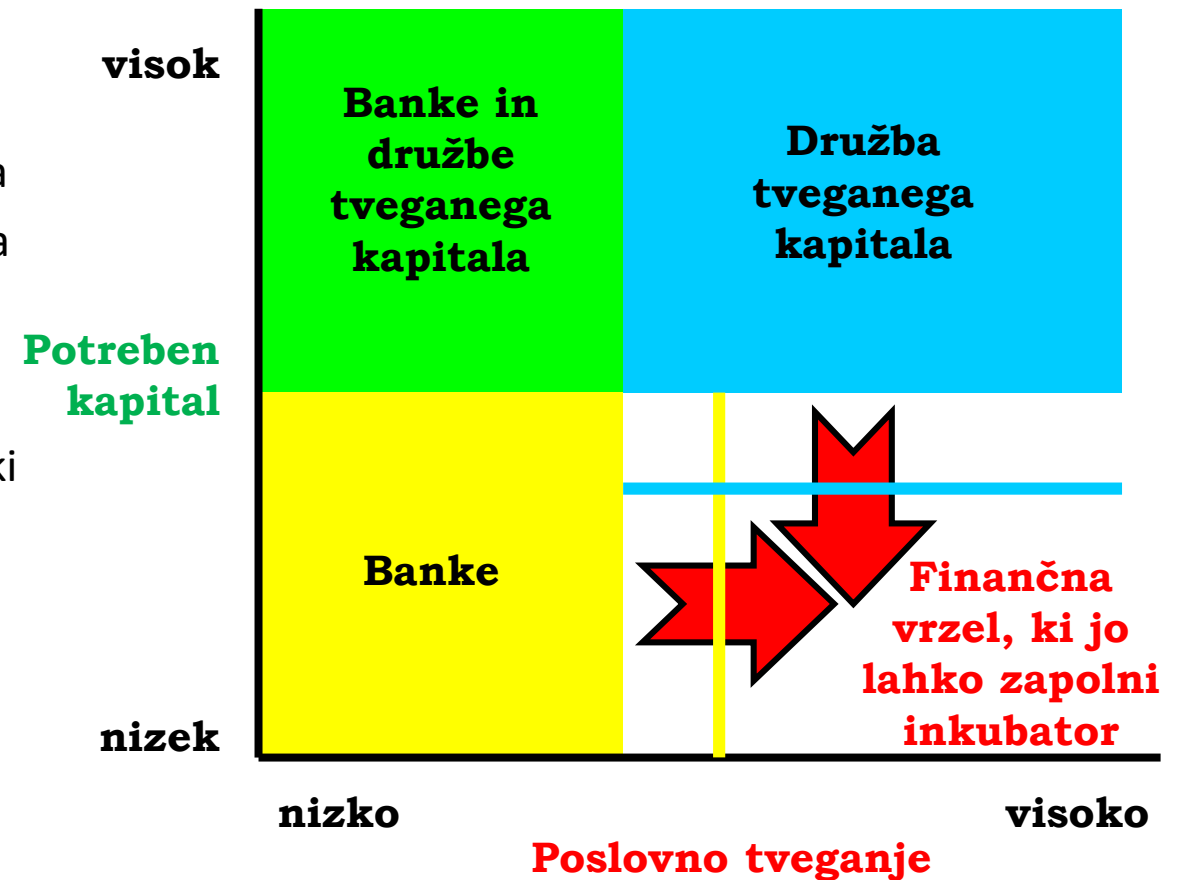 visok
Banke in
družbe
tveganega
kapitala
Družba
tveganega
kapitala
a
a
Potreben
kapital
ki
Banke
Finančna
vrzel, ki jo
lahko zapolni
inkubator
nizek
nizko
visoko
Poslovno tveganje